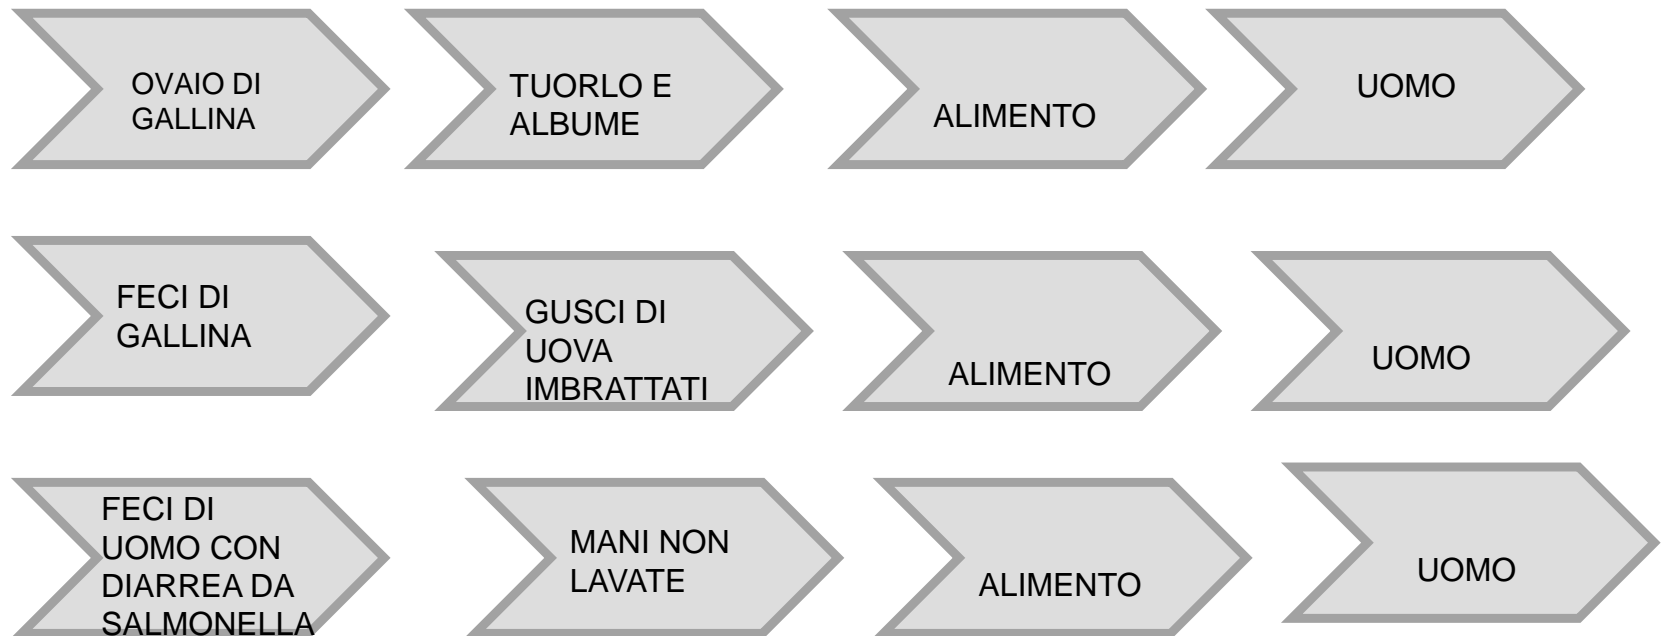 OVAIO DI
GALLINA
TUORLO E
ALBUME
ALIMENTO
UOMO
FECI DI
GALLINA
GUSCI DI
UOVA
IMBRATTATI
ALIMENTO
UOMO
FECI DI
UOMO CON
DIARREA DA
SALMONELLA
MANI NON
LAVATE
ALIMENTO
UOMO